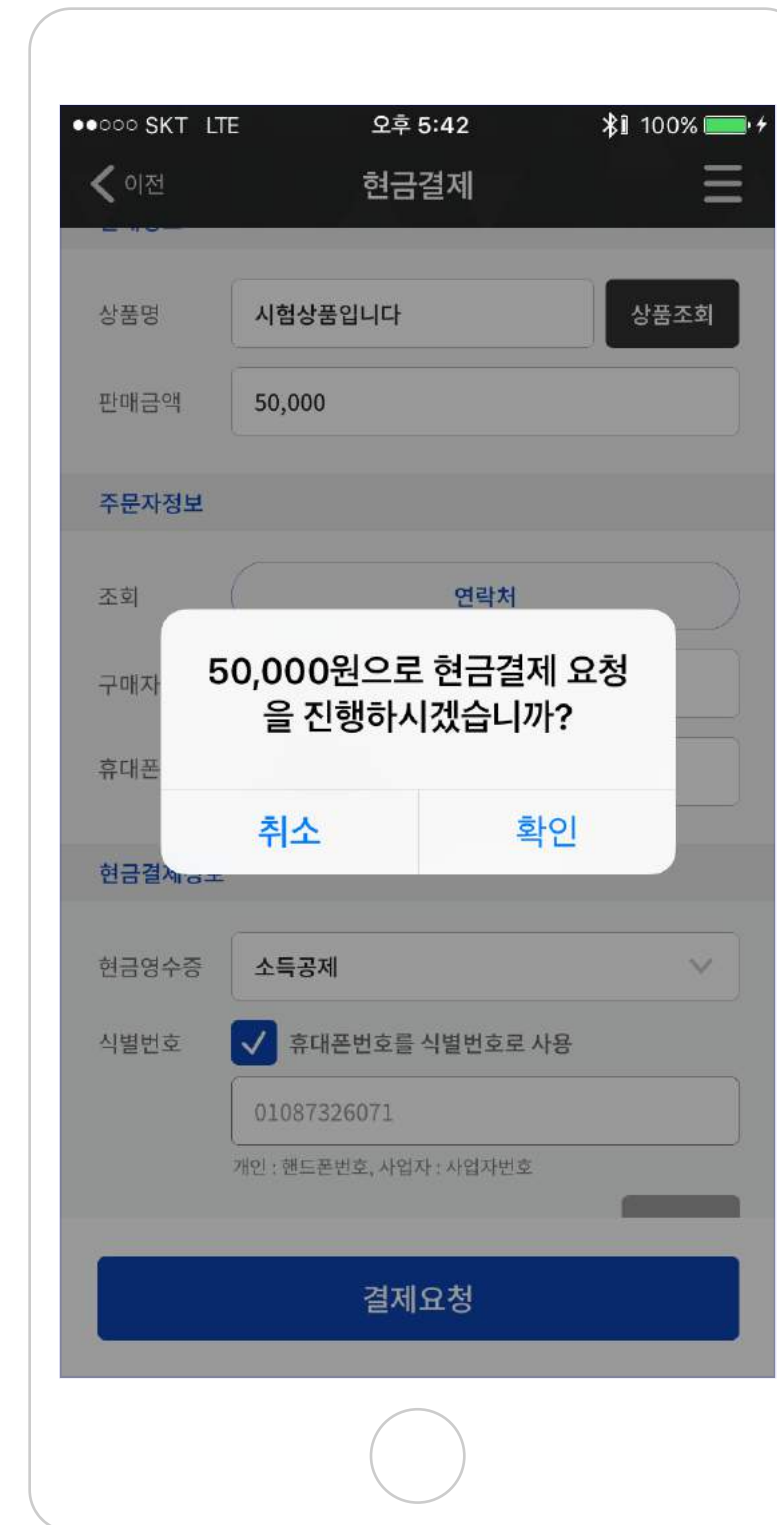 SKT LTE 오후 5:42 100%
이전 현금결제
상품명 시험상품입니다 상품조회
판매금액 50,000
주문자정보
조회 연락처
50,000원으로 현금결제 요청
을 진행하시겠습니까?
구매자
휴대폰
취소 확인
현금결제정보
현금영수증 소득공제
식별번호 휴대폰번호를 식별번호로 사용
01087326071
개인 : 핸드폰번호, 사업자 : 사업자번호
결제요청